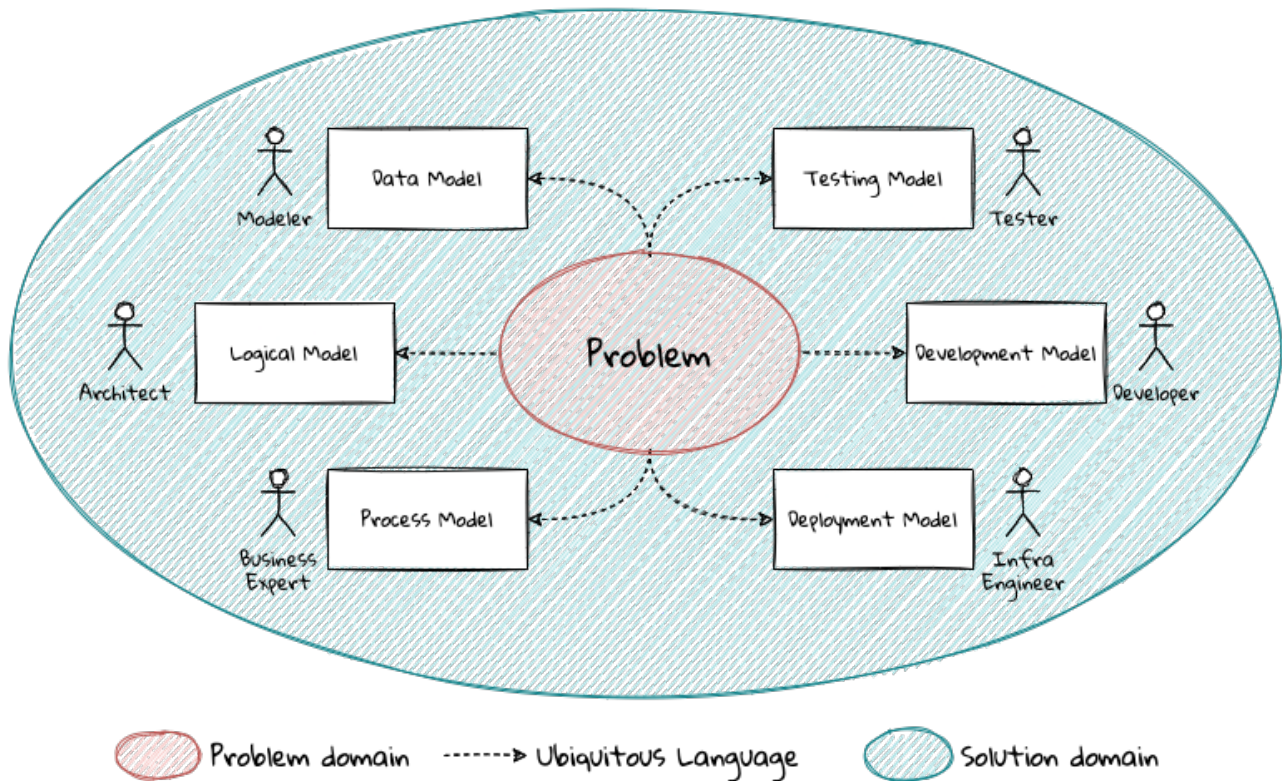 Data Model
Testing Model
Modeler
Tester
Problem
Logical Model
Development Model
Architect
Developer
Process Model
Deployment Model
Business
Expert
Infra
Engineer
Problem domain
Ubiquitous Language
Solution domain